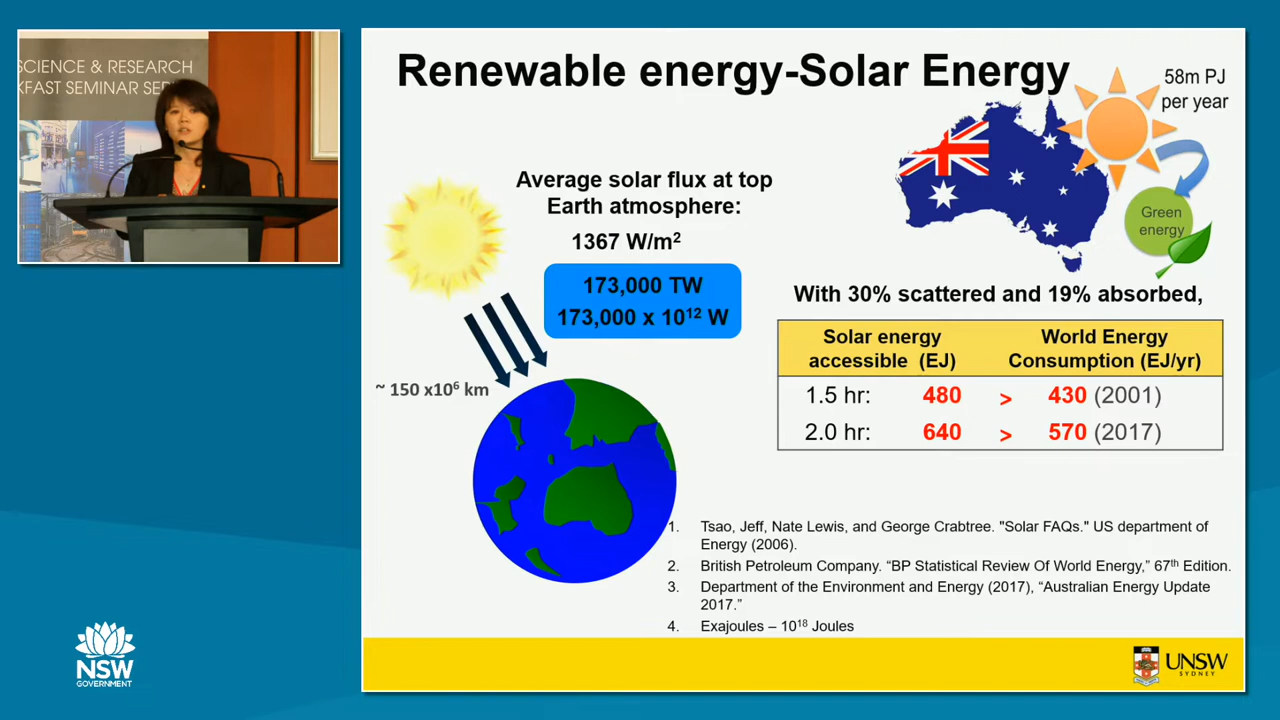 SCIENCE & RESEARCH
KFAST SEMINAR SER
Renewable energy-Solar Energy
58m PJ
per year
Green
energy
Average solar flux at top
Earth atmosphere:
1367 W/m²
173,000 TW
173,000 x 10¹² W
~ 150 x10⁶ km
With 30% scattered and 19% absorbed,
Solar energy
accessible (EJ)
World Energy
Consumption (EJ/yr)
1.5 hr: 480 > 430 (2001)
2.0 hr: 640 > 570 (2017)
1. Tsao, Jeff, Nate Lewis, and George Crabtree. "Solar FAQs." US department of
Energy (2006).
2. British Petroleum Company. “BP Statistical Review Of World Energy,” 67th Edition.
3. Department of the Environment and Energy (2017), “Australian Energy Update
2017.”
4. Exajoules – 10¹⁸ Joules
NSW
GOVERNMENT
UNSW
SYDNEY